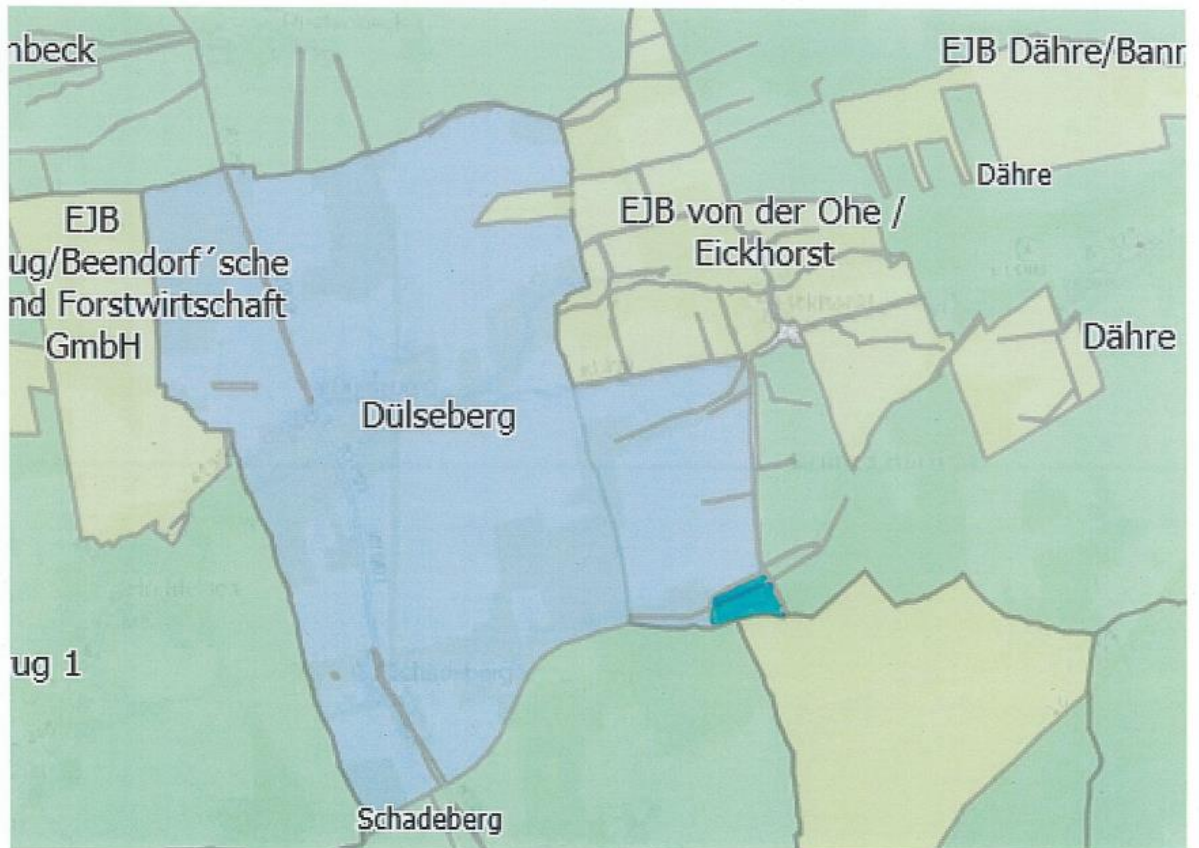 nbeck
EJB Dähre/Banr
Dähre
EJB
ug/Beendorf´sche
nd Forstwirtschaft
GmbH
EJB von der Ohe /
Eickhorst
Dähre
Dülseberg
ug 1
Schadeberg